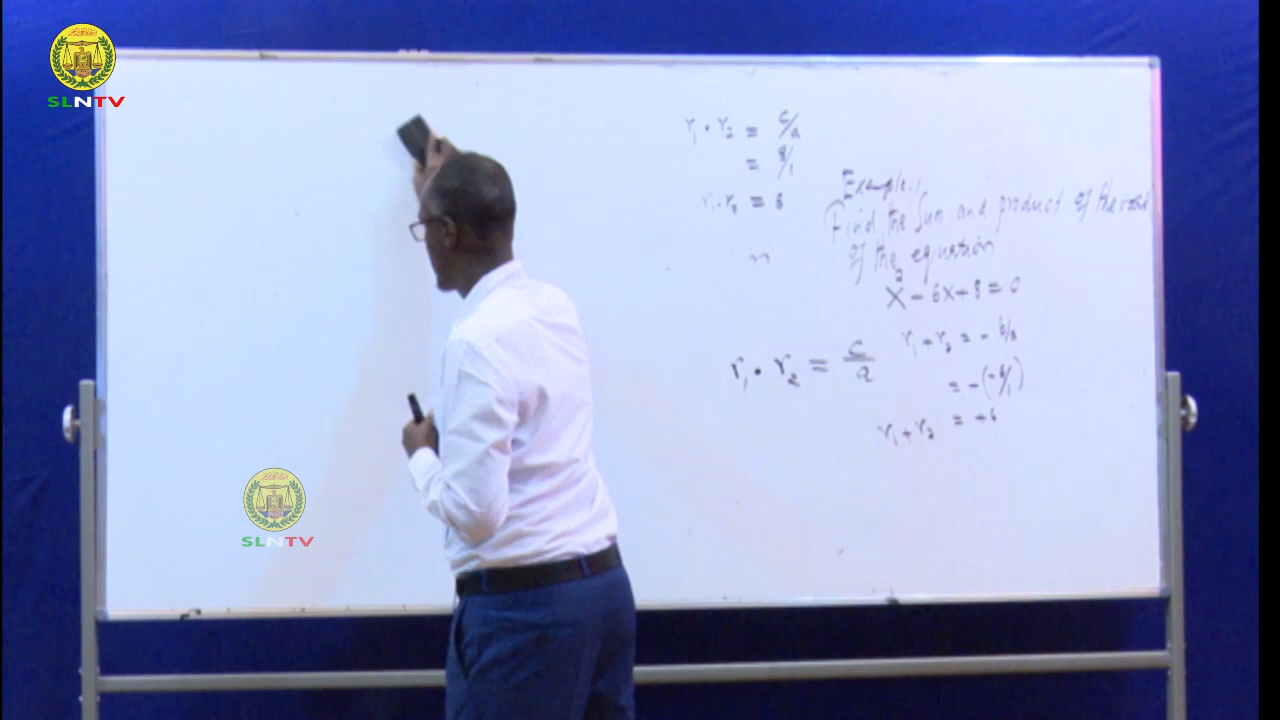 SLNTV
r₁ · r₂ = c/a
= 8/1
r₁ · r₂ = 8
Example:
Find the Sum and product of the
of the equation
x² - 6x + 8 = 0
r₁ + r₂ = - b/a
= - (-6/1)
r₁ + r₂ = +6
r₁ · r₂ = c/a
SLNTV